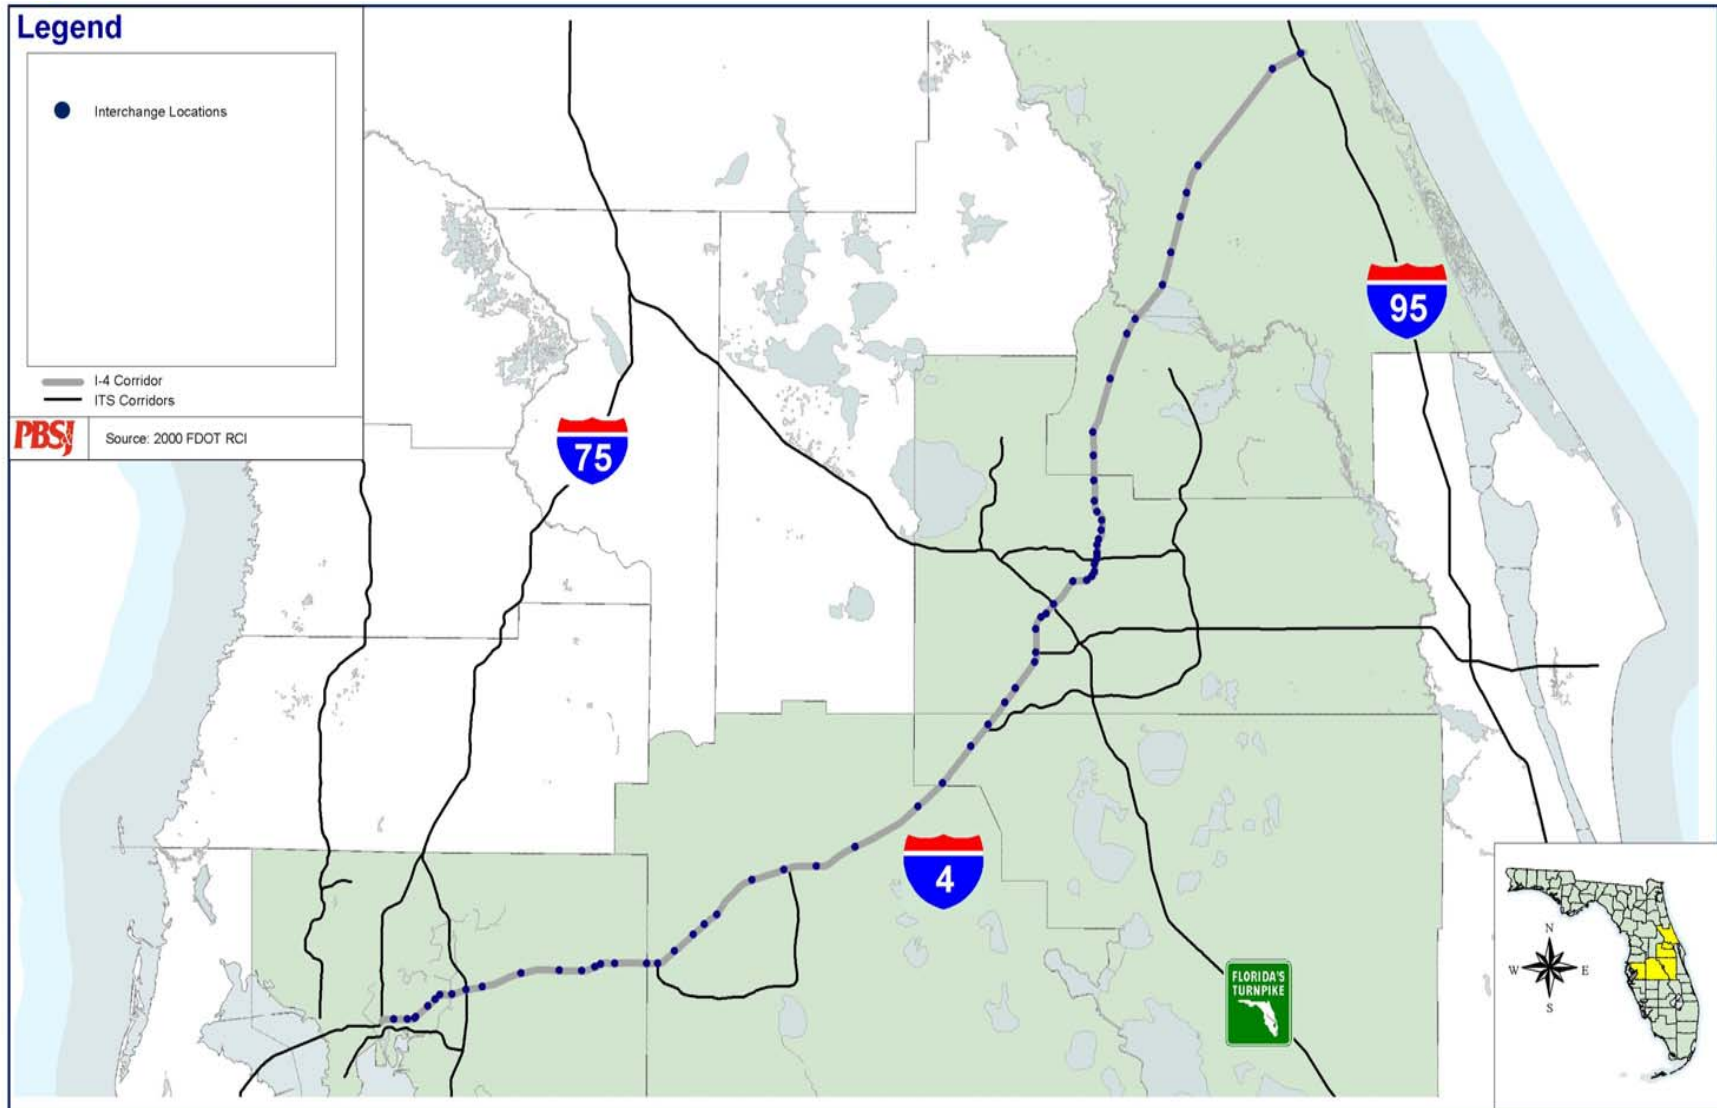 Legend
Interchange Locations
I-4 Corridor
ITS Corridors
PBSJ
Source: 2000 FDOT RCI
95
75
4
FLORIDA'S
TURNPIKE
N
W
E
S